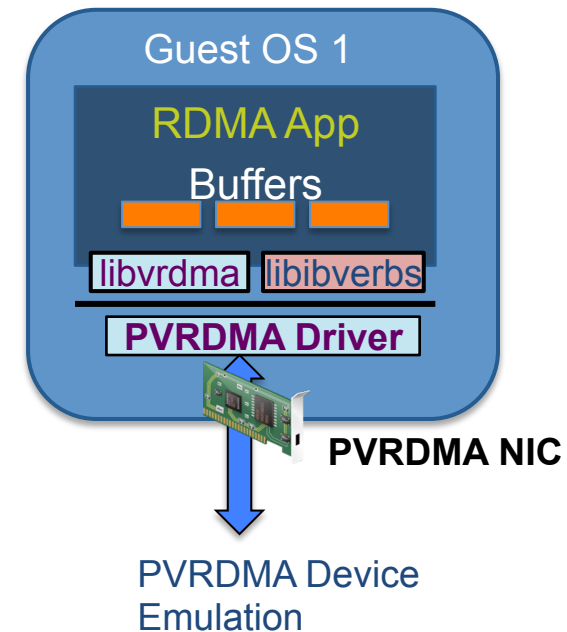 Guest OS 1
RDMA App
Buffers
libvrdma libibverbs
PVRDMA Driver
PVRDMA NIC
PVRDMA Device
Emulation